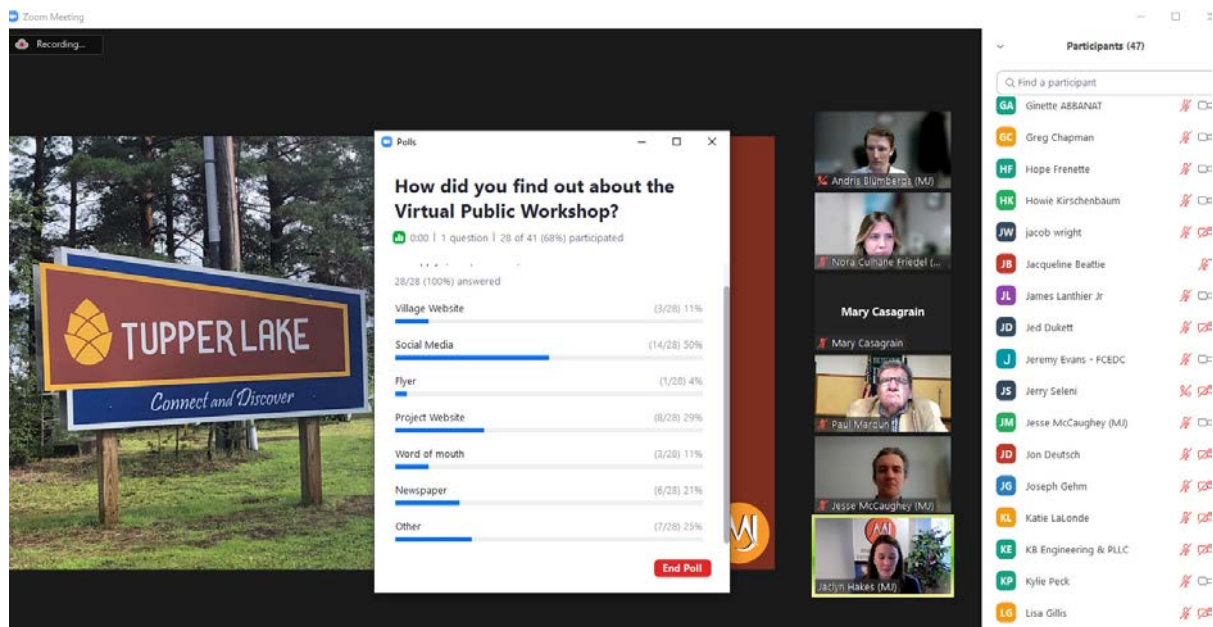 Zoom Meeting
Recording...
TUPPER LAKE
Connect and Discover
Polls
How did you find out about the
Virtual Public Workshop?
0:00 | 1 question | 28 of 41 (68%) participated
28/28 (100%) answered
Village Website (3/28) 11%
Social Media (14/28) 50%
Flyer (1/28) 4%
Project Website (8/28) 29%
Word of mouth (3/28) 11%
Newspaper (6/28) 21%
Other (7/28) 25%
End Poll
MJ
Andris Blumbergs (MJ)
Nora Culhane Friedel (...
Mary Casagrain
Mary Casagrain
Paul Maroun
Jesse McCaughey (MJ)
MJ
Jaclyn Hakes (MJ)
Participants (47)
Find a participant
GA Ginette ABBANAT
GC Greg Chapman
HF Hope Frenette
HK Howie Kirschenbaum
JW jacob wright
JB Jacqueline Beattie
JL James Lanthier Jr
JD Jed Dukett
J Jeremy Evans - FCEDC
JS Jerry Seleni
JM Jesse McCaughey (MJ)
JD Jon Deutsch
JG Joseph Gehm
KL Katie LaLonde
KE KB Engineering & PLLC
KP Kylie Peck
LG Lisa Gillis